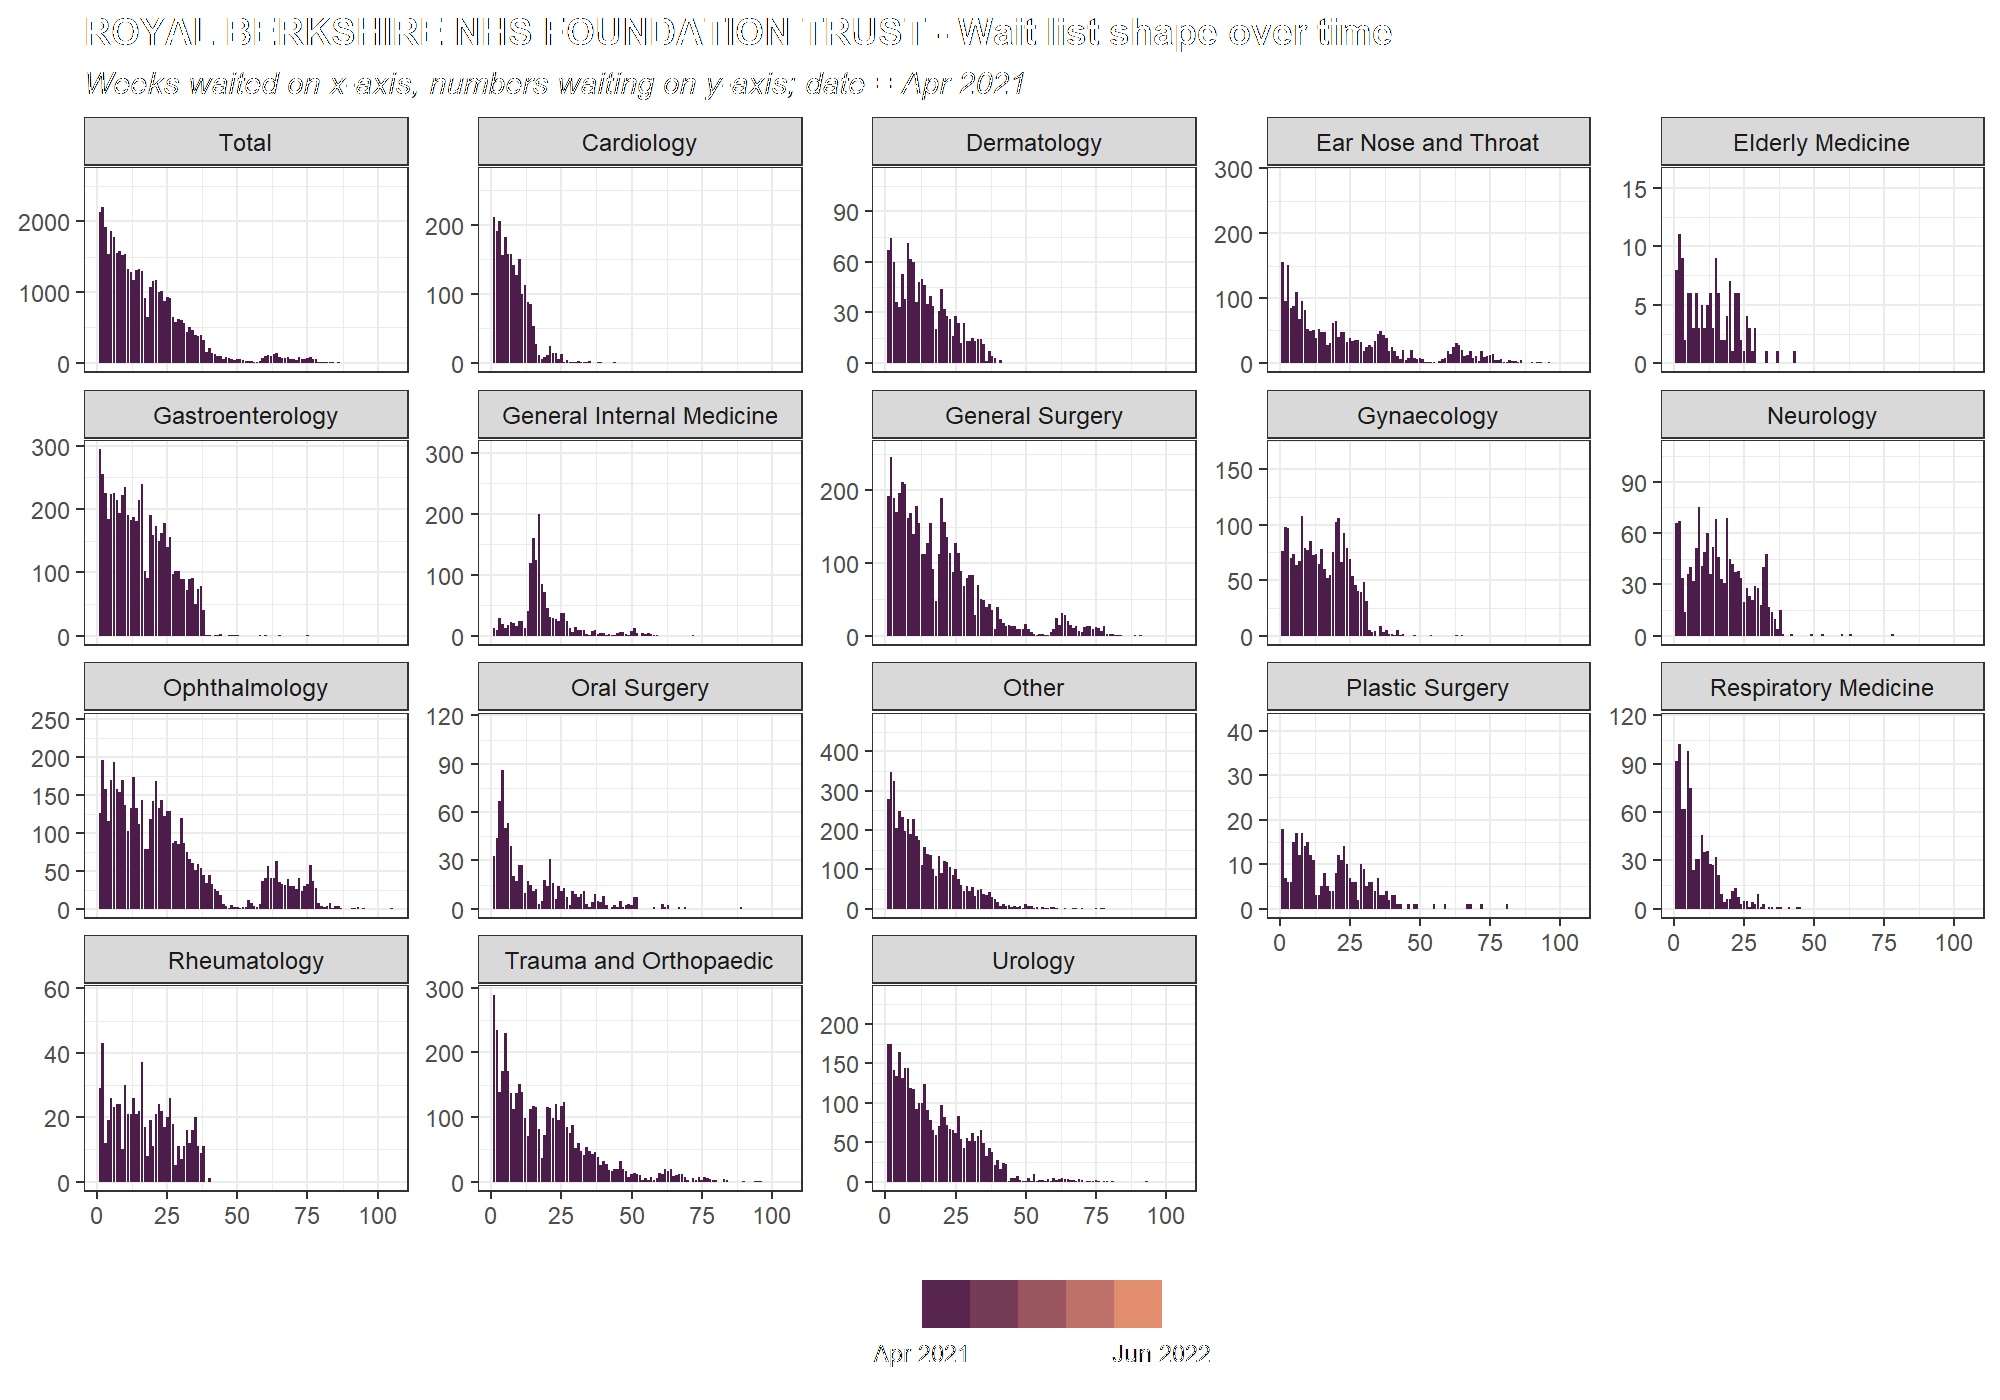 ROYAL BERKSHIRE NHS FOUNDATION TRUST - Wait list shape over time
Weeks waited on x-axis, numbers waiting on y-axis; date = Apr 2021
Total Cardiology Dermatology Ear Nose and Throat Elderly Medicine
2000 1000 0
200 100 0
90 60 30 0
300 200 100 0
15 10 5 0
Gastroenterology General Internal Medicine General Surgery Gynaecology Neurology
300 200 100 0
300 200 100 0
200 100 0
150 100 50 0
90 60 30 0
Ophthalmology Oral Surgery Other Plastic Surgery Respiratory Medicine
250 200 150 100 50 0
120 90 60 30 0
400 300 200 100 0
40 30 20 10 0
120 90 60 30 0
0 25 50 75 100
0 25 50 75 100
Rheumatology Trauma and Orthopaedic Urology
60 40 20 0
300 200 100 0
200 150 100 50 0
0 25 50 75 100
0 25 50 75 100
0 25 50 75 100
Apr 2021 Jun 2022